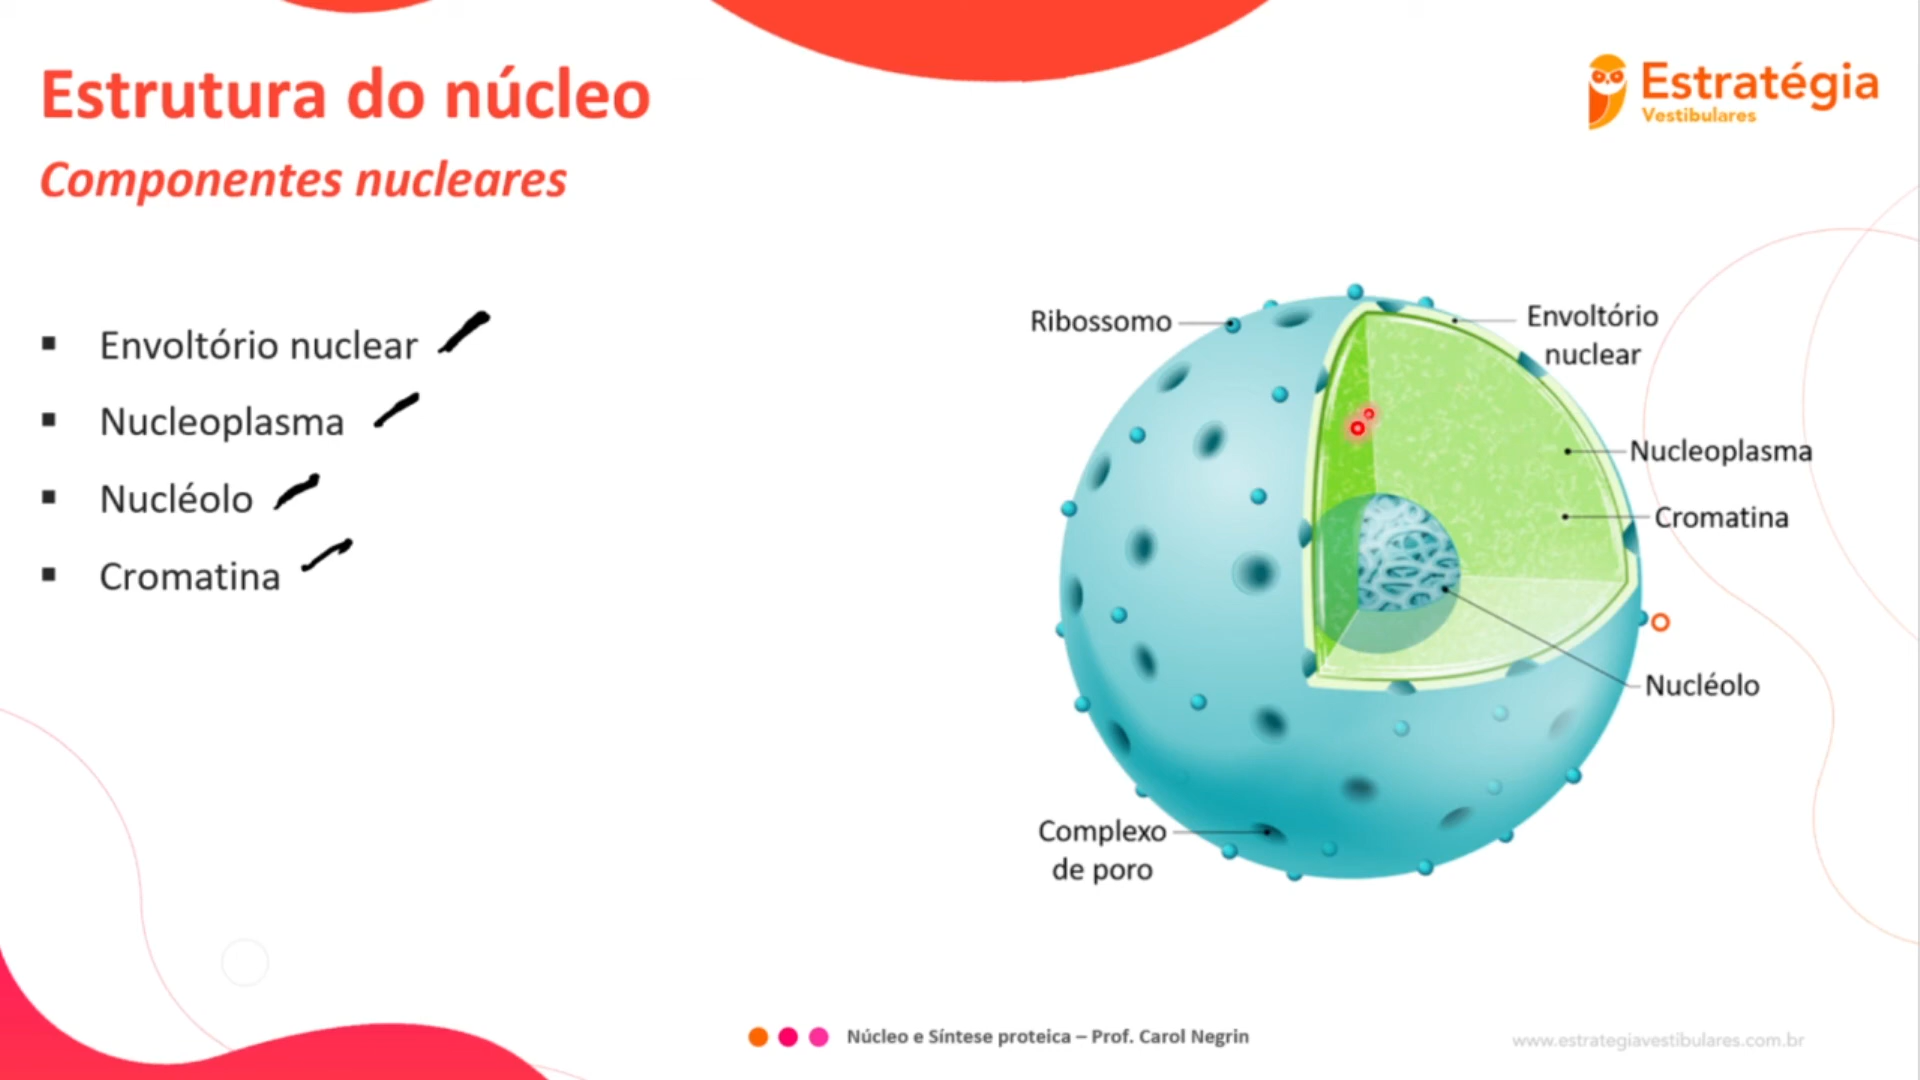 Estrutura do núcleo
Componentes nucleares
Estratégia
Vestibulares
▪ Envoltório nuclear
▪ Nucleoplasma
▪ Nucléolo
▪ Cromatina
Ribossomo
Envoltório
nuclear
Nucleoplasma
Cromatina
Nucléolo
Complexo
de poro
Núcleo e Síntese proteica – Prof. Carol Negrin
www.estrategiavestibulares.com.br